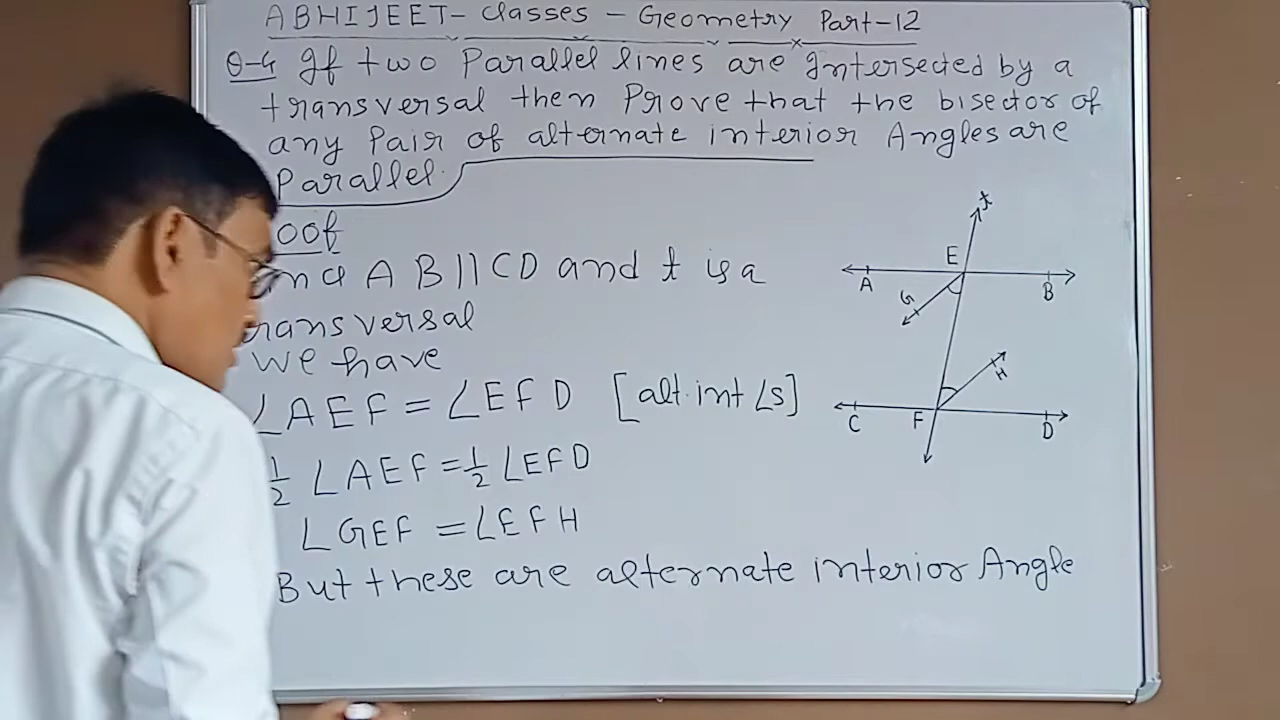 ABHIJEET - Classes - Geometry Part-12
Q-4 If two Parallel lines are Intersected by a
transversal then Prove that the bisector of
any Pair of alternate interior Angles are
Parallel.
AB||CD and t is a
we have
∠AEF = ∠EFD [alt. int ∠s]
1/2 ∠AEF = 1/2 ∠EFD
∠GEF = ∠EFH
But these are alternate interior Angle
t
E
A
B
G
H
C
F
D